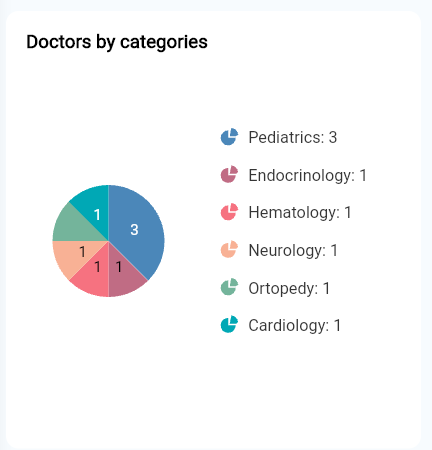 Doctors by categories
Pediatrics: 3
Endocrinology: 1
Hematology: 1
Neurology: 1
Ortopedy: 1
Cardiology: 1
1
3
1
1
1